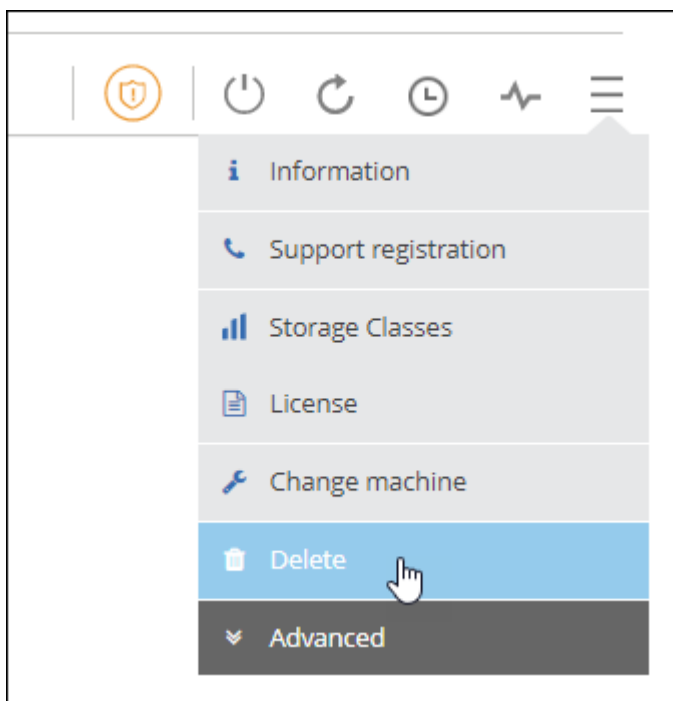 Information
Support registration
Storage Classes
License
Change machine
Delete
Advanced